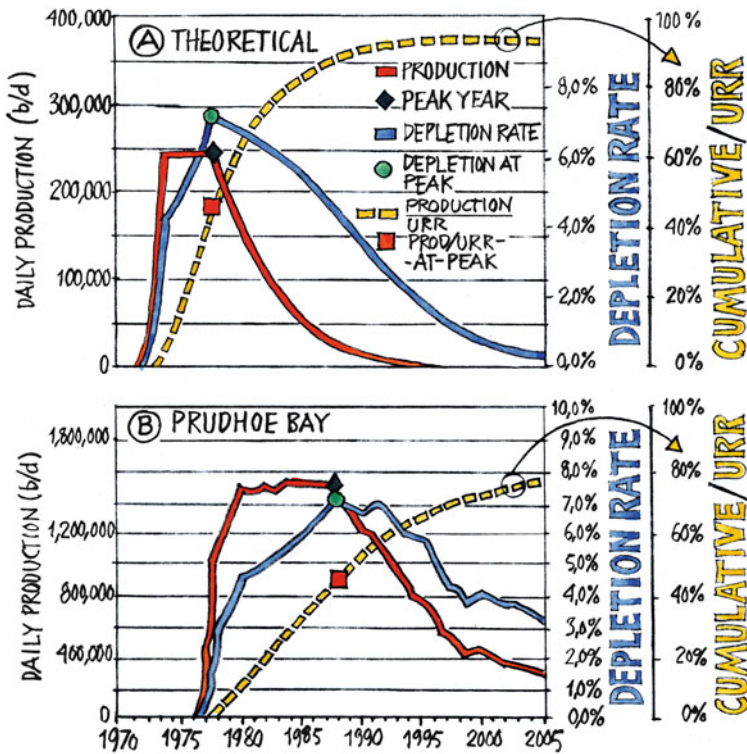 400,000
300,000
200,000
100,000
0
DAILY PRODUCTION (b/d)
A THEORETICAL
PRODUCTION
PEAK YEAR
DEPLETION RATE
DEPLETION AT
PEAK
PRODUCTION
URR
PROD/URR-
-AT-PEAK
8,0%
6,0%
4,0%
2,0%
0,0%
DEPLETION RATE
100%
80%
60%
40%
20%
0%
CUMULATIVE/URR
1,800,000
1,200,000
800,000
400,000
0
DAILY PRODUCTION (b/d)
B PRUDHOE BAY
10,0%
9,0%
8,0%
7,0%
6,0%
5,0%
4,0%
3,0%
2,0%
1,0%
0,0%
DEPLETION RATE
100%
80%
60%
40%
20%
0%
CUMULATIVE/URR
1970 1975 1980 1985 1990 1995 2000 2005